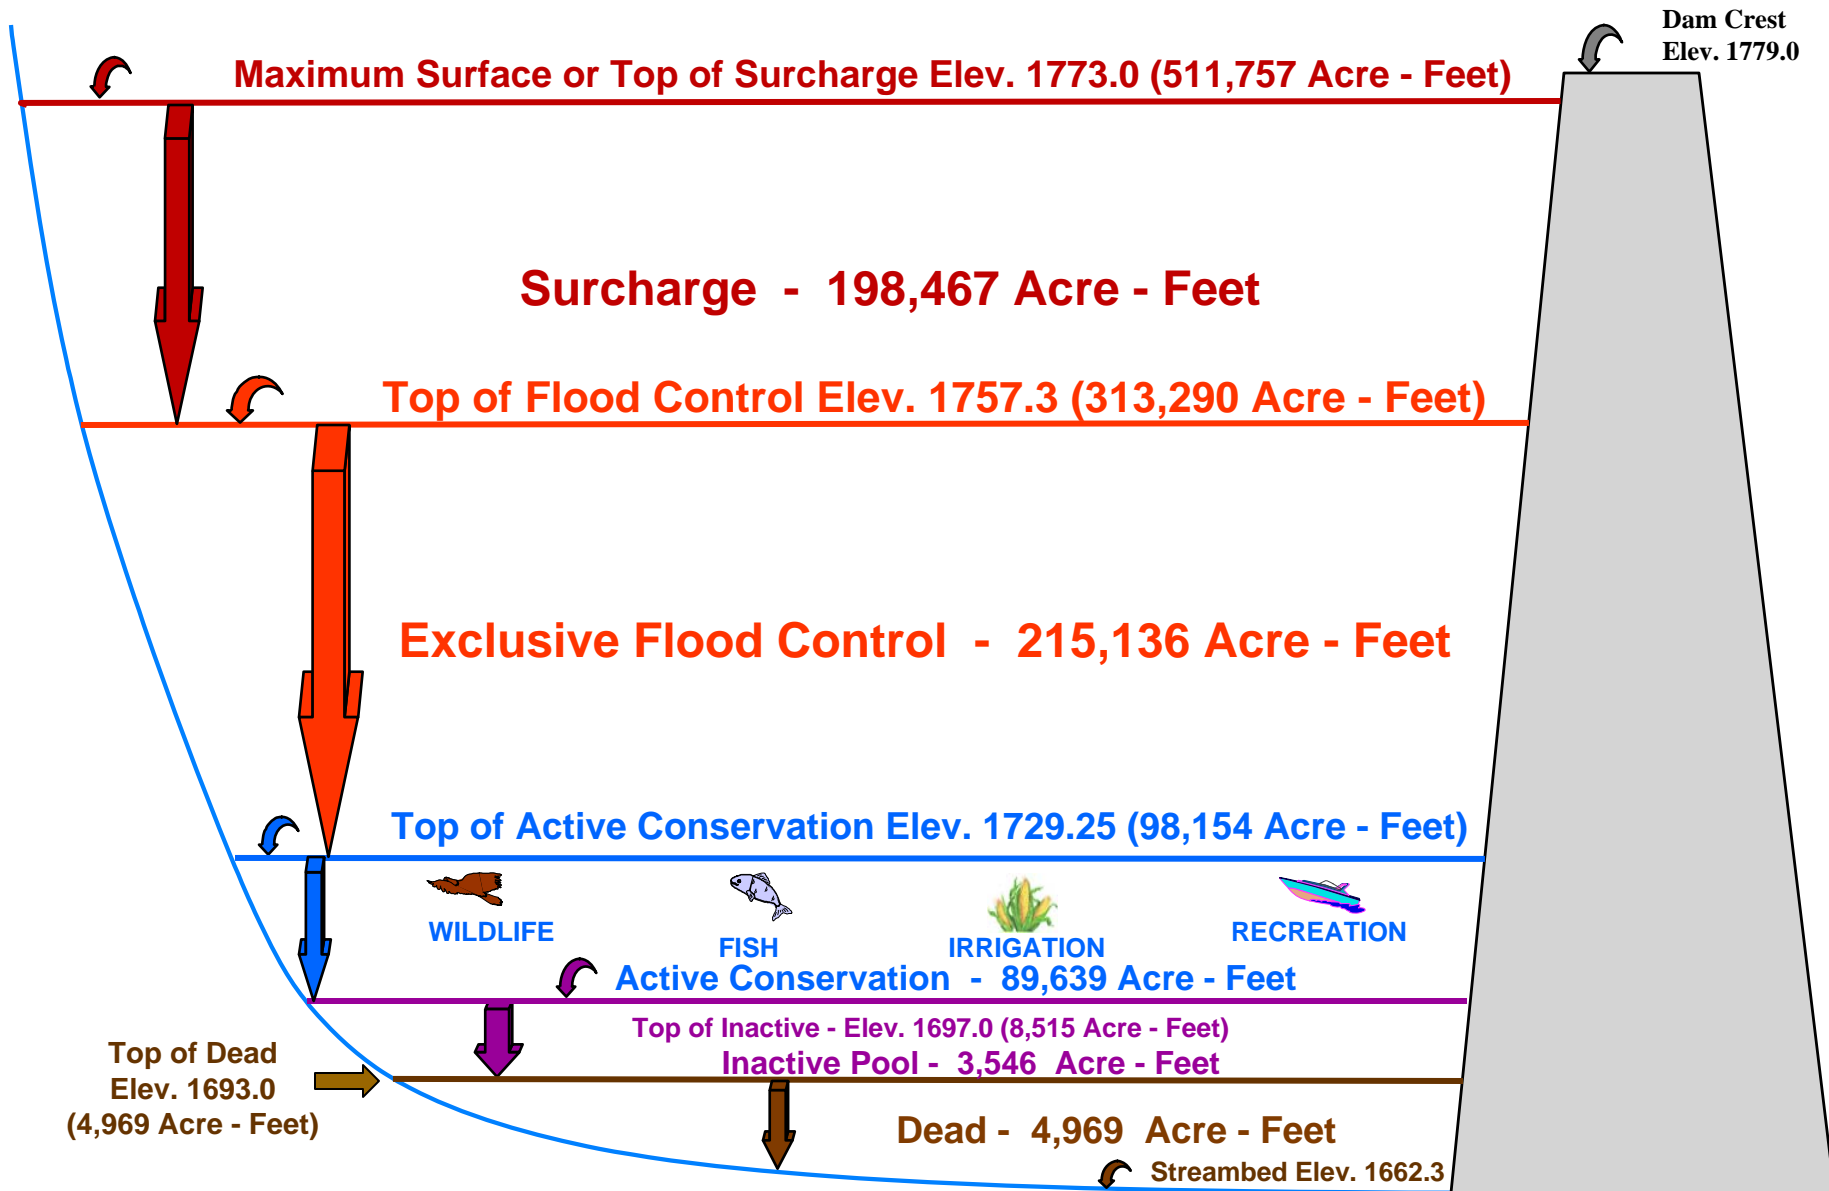 Dam Crest
Elev. 1779.0
Maximum Surface or Top of Surcharge Elev. 1773.0 (511,757 Acre - Feet)
Surcharge - 198,467 Acre - Feet
Top of Flood Control Elev. 1757.3 (313,290 Acre - Feet)
Exclusive Flood Control - 215,136 Acre - Feet
Top of Active Conservation Elev. 1729.25 (98,154 Acre - Feet)
WILDLIFE
FISH
IRRIGATION
RECREATION
Active Conservation - 89,639 Acre - Feet
Top of Inactive - Elev. 1697.0 (8,515 Acre - Feet)
Inactive Pool - 3,546 Acre - Feet
Top of Dead
Elev. 1693.0
(4,969 Acre - Feet)
Dead - 4,969 Acre - Feet
Streambed Elev. 1662.3